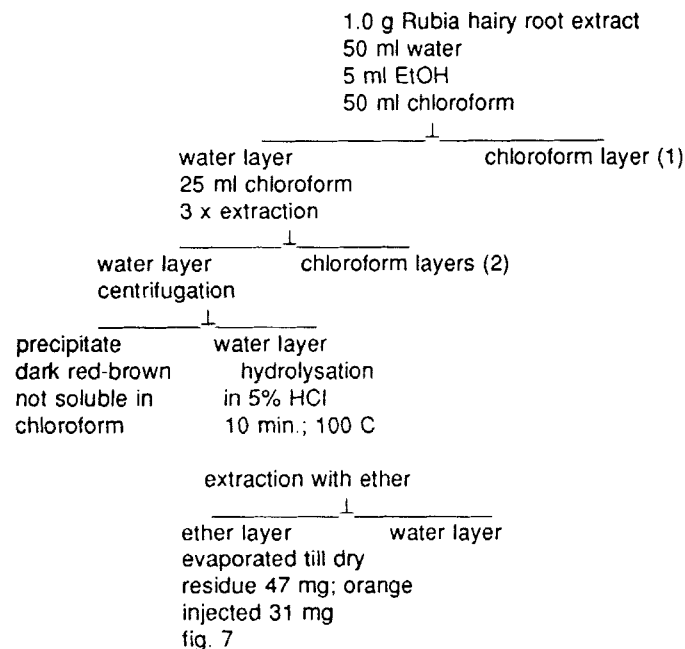 1.0 g Rubia hairy root extract
50 ml water
5 ml EtOH
50 ml chloroform
water layer
25 ml chloroform
3 x extraction
chloroform layer (1)
water layer
centrifugation
chloroform layers (2)
precipitate
dark red-brown
not soluble in
chloroform
water layer
hydrolysation
in 5% HCl
10 min.; 100 C
extraction with ether
ether layer
evaporated till dry
residue 47 mg; orange
injected 31 mg
fig. 7
water layer